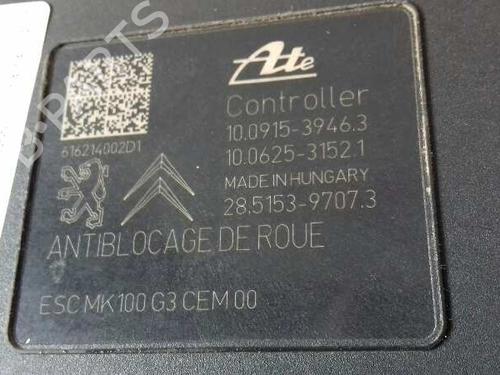 Ate
Controller
10.0915-3946.3
10.0625-3152.1
MADE IN HUNGARY
28.5153-9707.3
616214002D1
ANTIBLOCAGE DE ROUE
ESC MK100 G3 CEM 00
B-PARTS